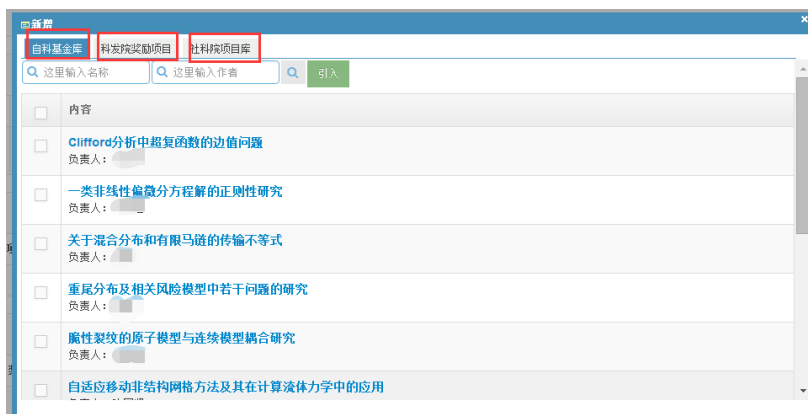 新增
×
自科基金库 科发院奖励项目 社科院项目库
这里输入名称 这里输入作者 引入
内容
Clifford分析中超复函数的边值问题
负责人：
一类非线性偏微分方程解的正则性研究
负责人：
关于混合分布和有限马链的传输不等式
负责人：
重尾分布及相关风险模型中若干问题的研究
负责人：
脆性裂纹的原子模型与连续模型耦合研究
负责人：
自适应移动非结构网格方法及其在计算流体力学中的应用